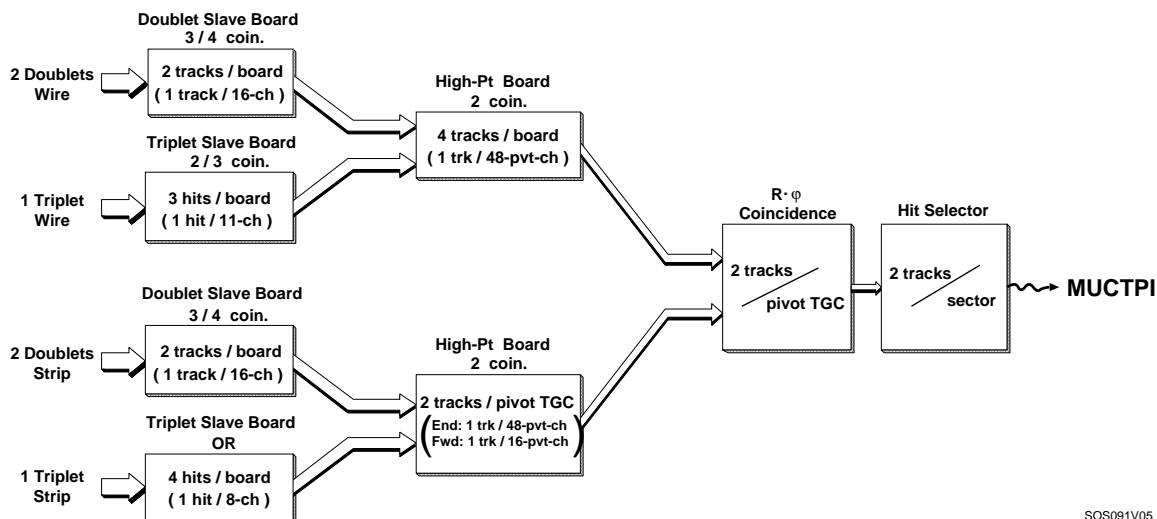 Doublet Slave Board
3 / 4 coin.
2 Doublets
Wire
2 tracks / board
( 1 track / 16-ch )
Triplet Slave Board
2 / 3 coin.
1 Triplet
Wire
3 hits / board
( 1 hit / 11-ch )
High-Pt Board
2 coin.
4 tracks / board
( 1 trk / 48-pvt-ch )
Doublet Slave Board
3 / 4 coin.
2 Doublets
Strip
2 tracks / board
( 1 track / 16-ch )
Triplet Slave Board
OR
1 Triplet
Strip
4 hits / board
( 1 hit / 8-ch )
High-Pt Board
2 coin.
2 tracks / pivot TGC
( End: 1 trk / 48-pvt-ch
Fwd: 1 trk / 16-pvt-ch )
R· φ
Coincidence
2 tracks
pivot TGC
Hit Selector
2 tracks
sector
MUCTPI
SOS091V05